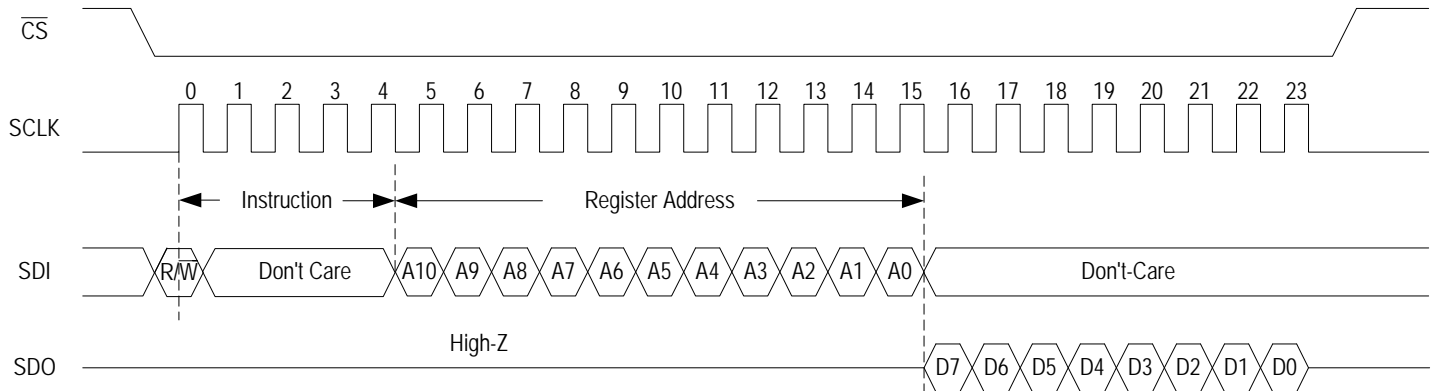 CS
0 1 2 3 4 5 6 7 8 9 10 11 12 13 14 15 16 17 18 19 20 21 22 23
SCLK
Instruction Register Address
SDI R/W Don't Care A10 A9 A8 A7 A6 A5 A4 A3 A2 A1 A0 Don't-Care
High-Z
SDO D7 D6 D5 D4 D3 D2 D1 D0